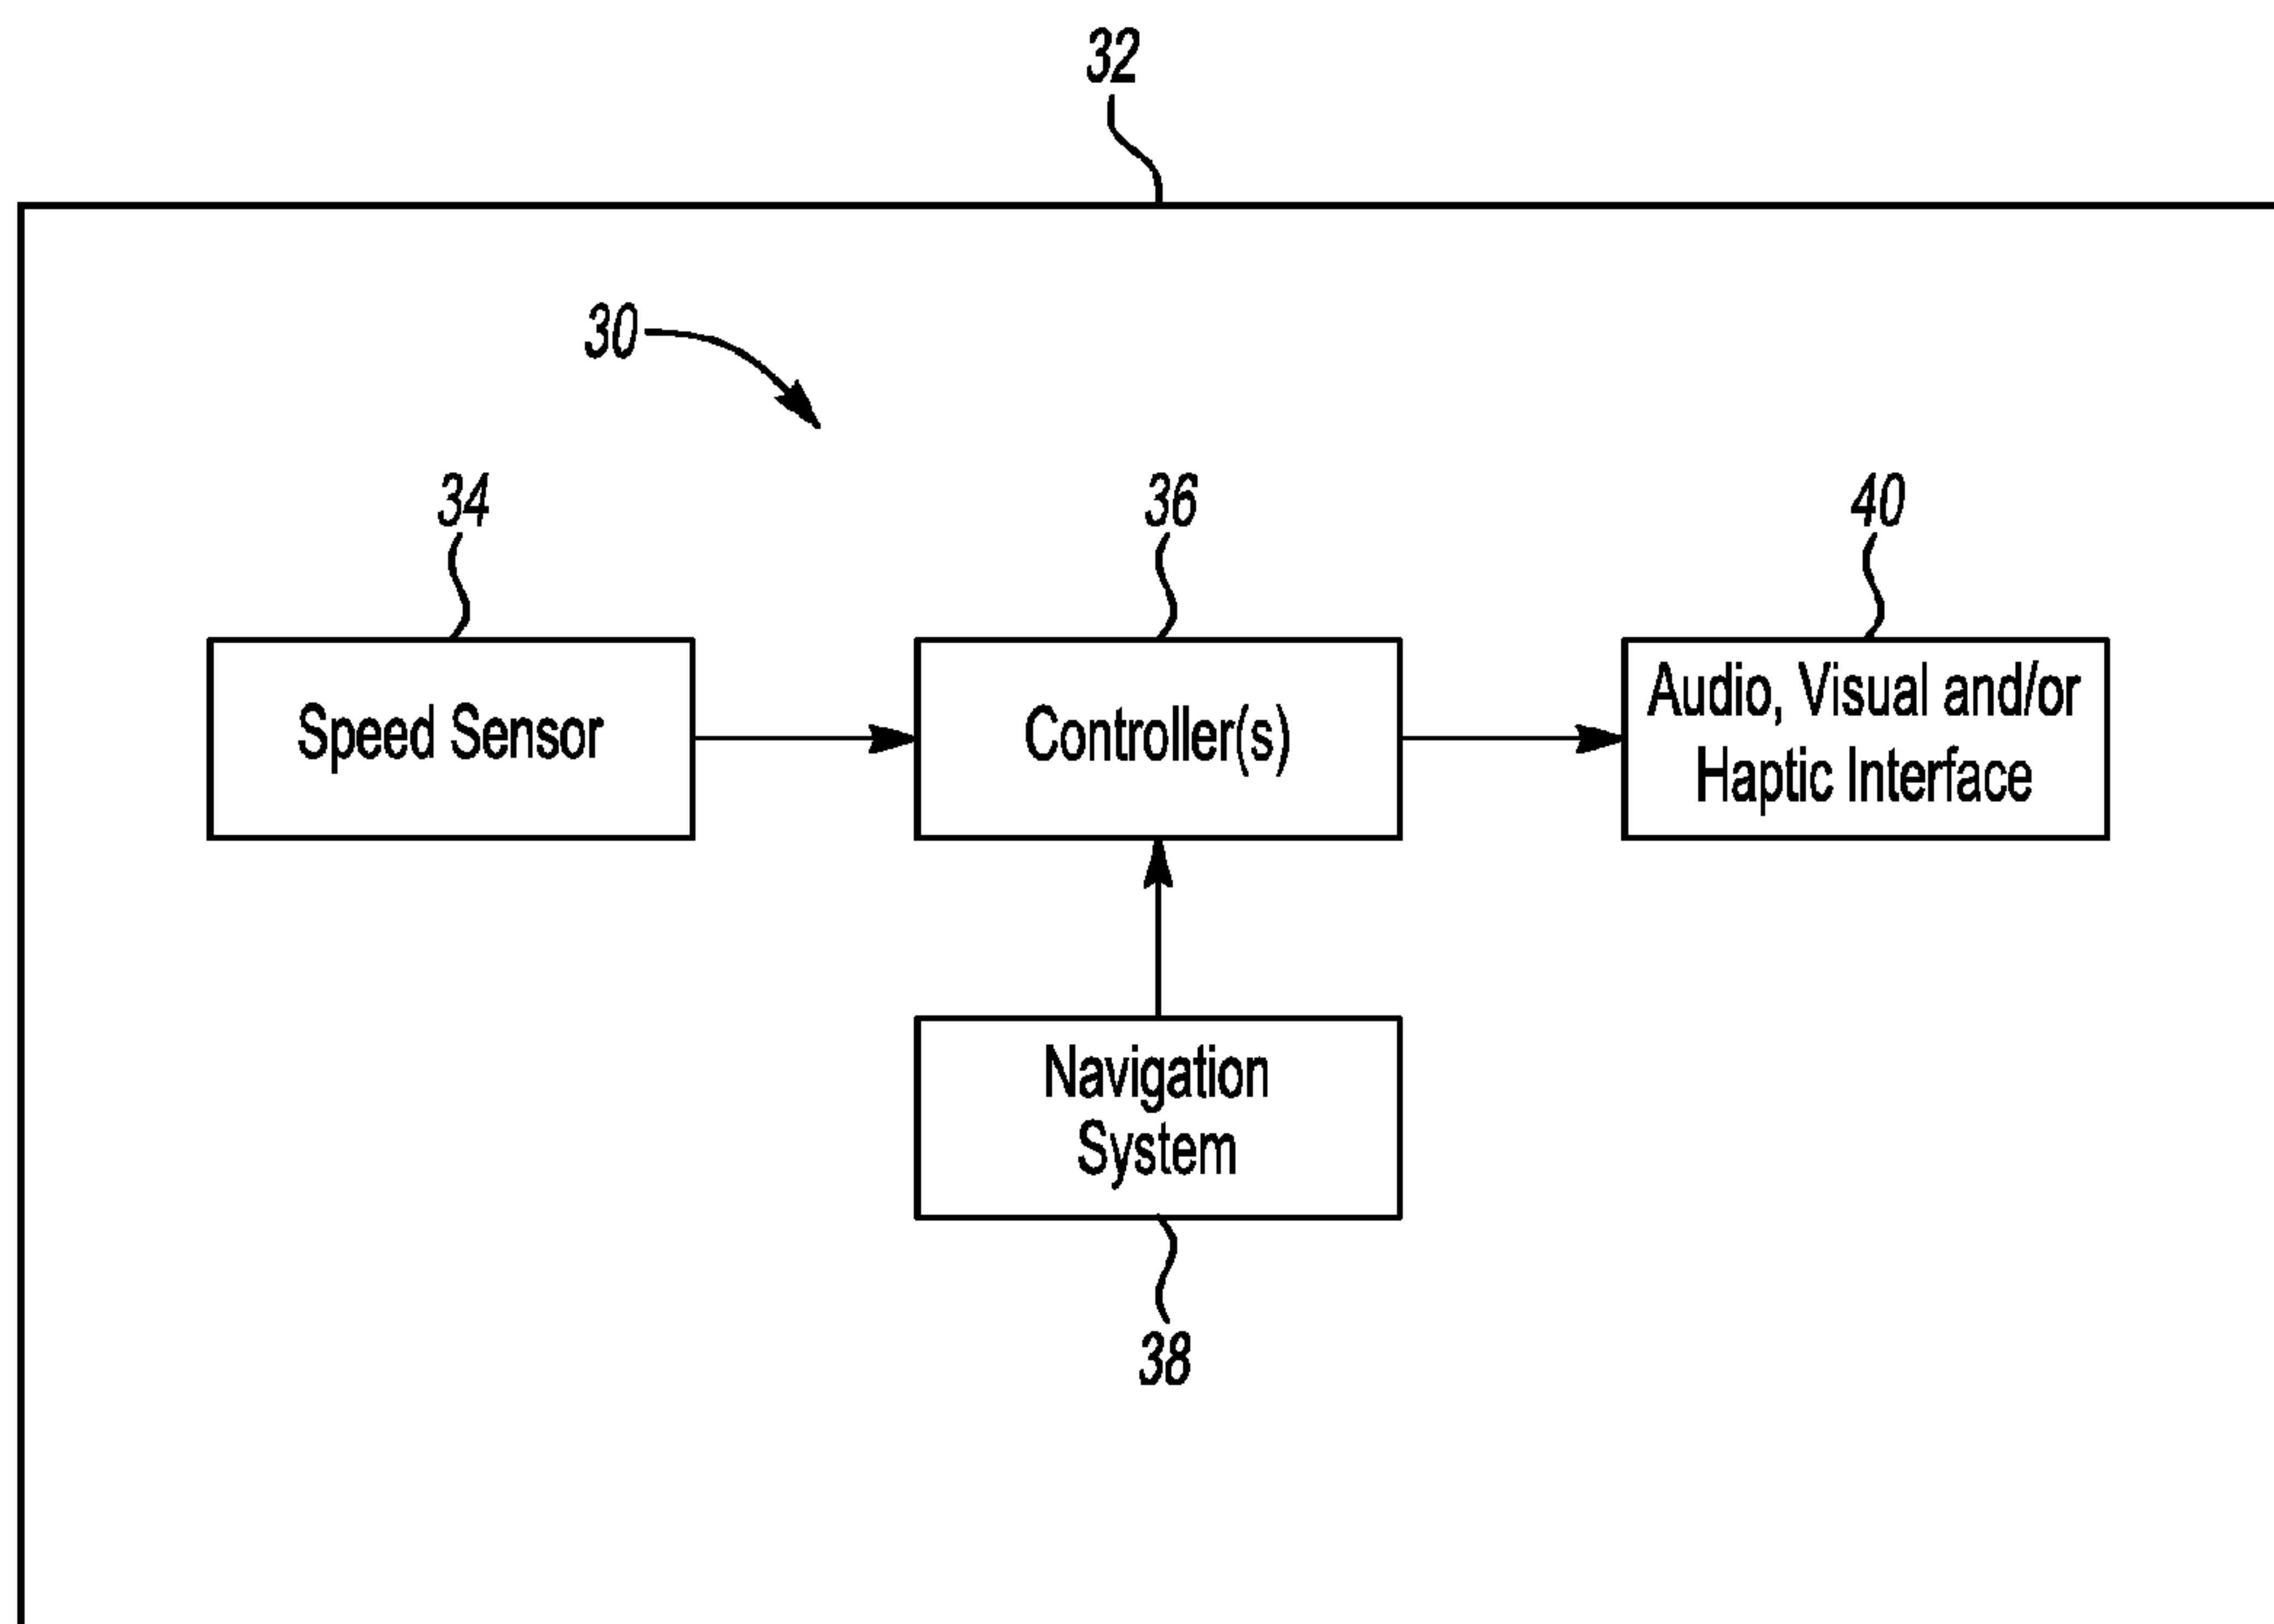 32
30
34
36
40
Speed Sensor
Controller(s)
Audio, Visual and/or
Haptic Interface
Navigation
System
38